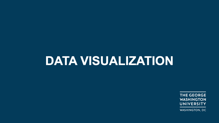 DATA VISUALIZATION
THE GEORGE
WASHINGTON
UNIVERSITY
WASHINGTON, DC